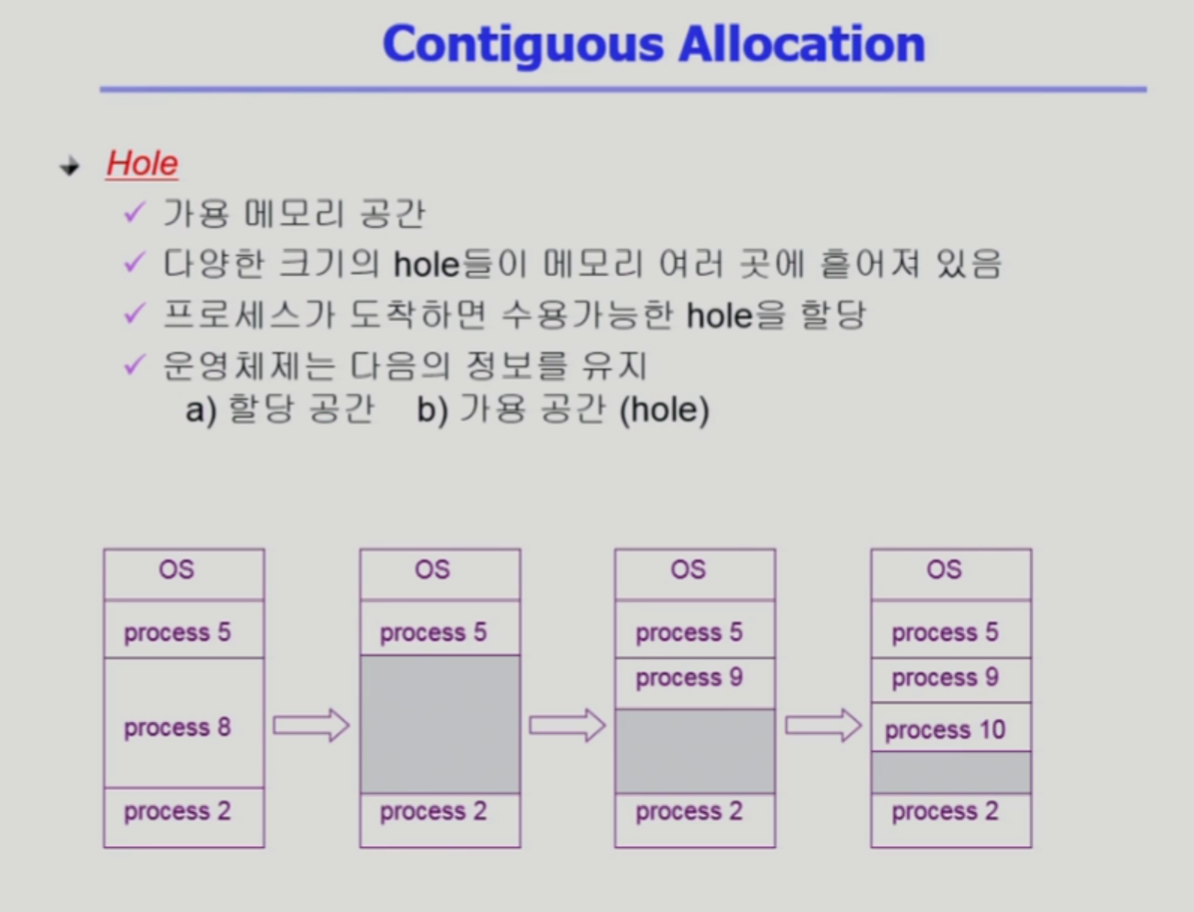 Contiguous Allocation
Hole
가용 메모리 공간
다양한 크기의 hole들이 메모리 여러 곳에 흩어져 있음
프로세스가 도착하면 수용가능한 hole을 할당
운영체제는 다음의 정보를 유지
a) 할당 공간 b) 가용 공간 (hole)
OS
process 5
process 8
process 2
OS
process 5
process 2
OS
process 5
process 9
process 2
OS
process 5
process 9
process 10
process 2